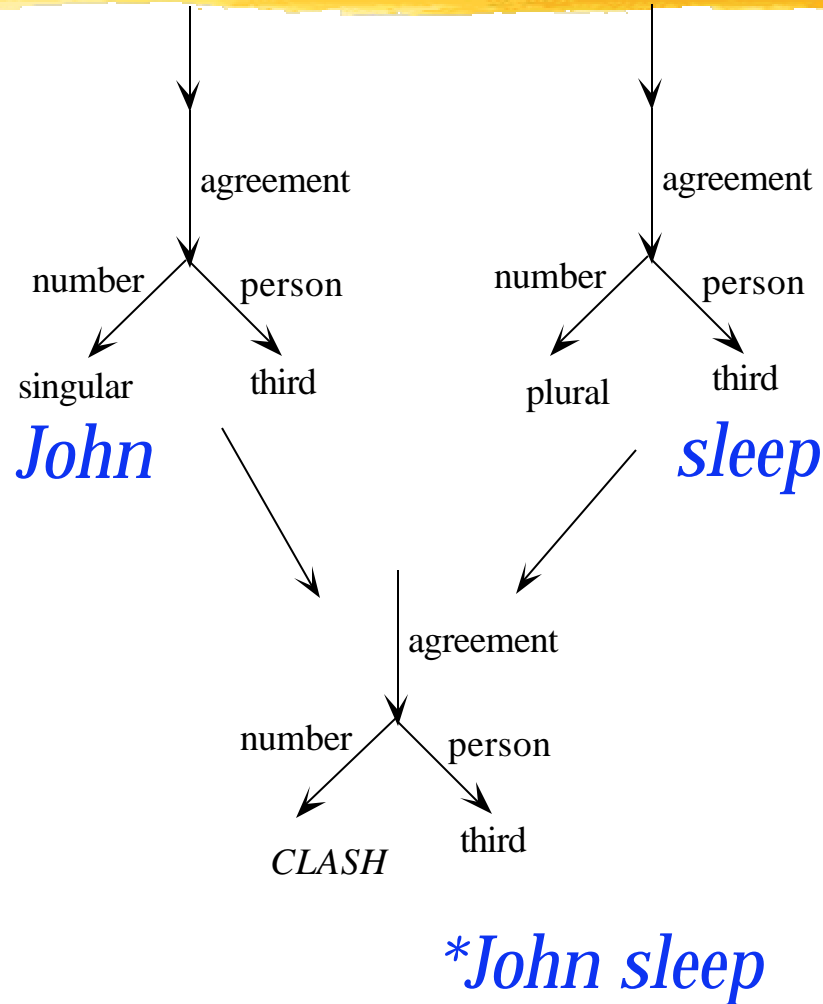 agreement
agreement
number person
number person
singular third
plural third
John
sleep
agreement
number person
CLASH third
*John sleep